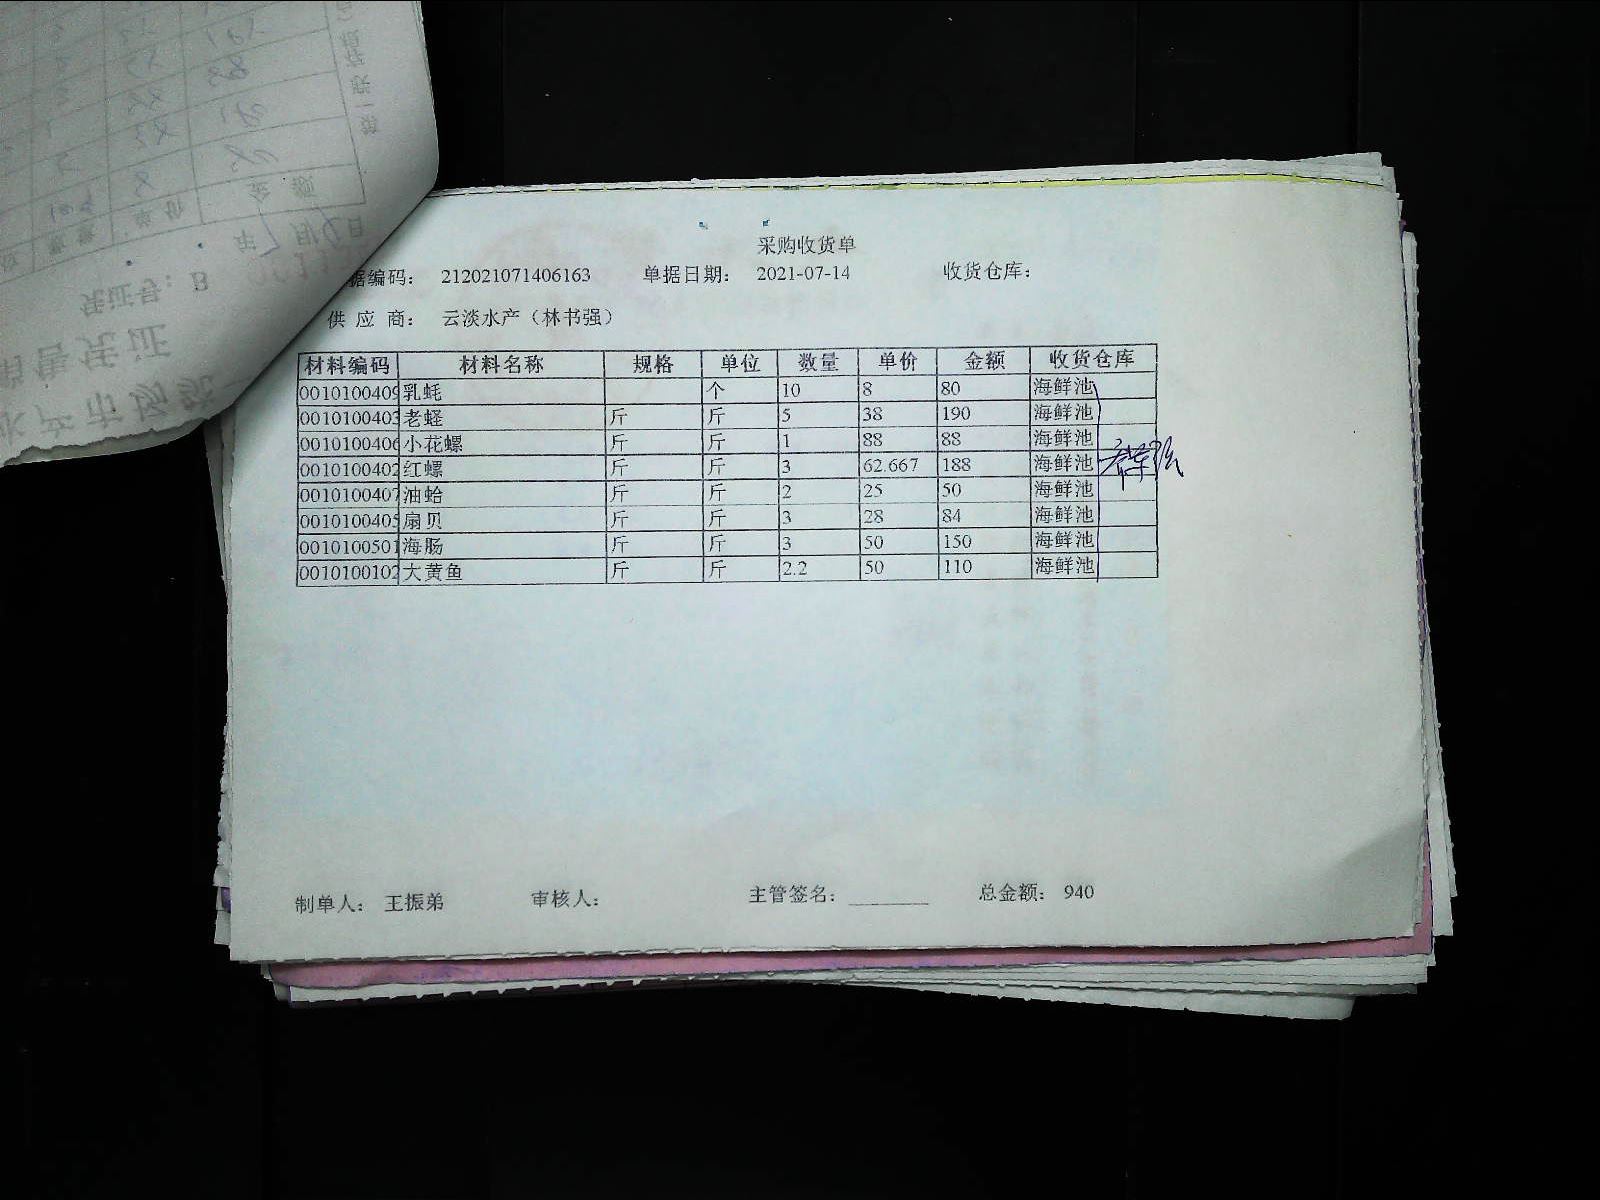 采购收货单
据编码： 212021071406163 单据日期： 2021-07-14 收货仓库：
供 应 商： 云淡水产（林书强）
材料编码 材料名称 规格 单位 数量 单价 金额 收货仓库
0010100409 乳蚝 个 10 8 80 海鲜池
0010100403 老蛏 斤 斤 5 38 190 海鲜池
0010100406 小花螺 斤 斤 1 88 88 海鲜池
0010100402 红螺 斤 斤 3 62.667 188 海鲜池
0010100407 油蛤 斤 斤 2 25 50 海鲜池
0010100405 扇贝 斤 斤 3 28 84 海鲜池
0010100501 海肠 斤 斤 3 50 150 海鲜池
0010100102 大黄鱼 斤 斤 2.2 50 110 海鲜池
制单人： 王振弟 审核人： 主管签名： ________ 总金额： 940